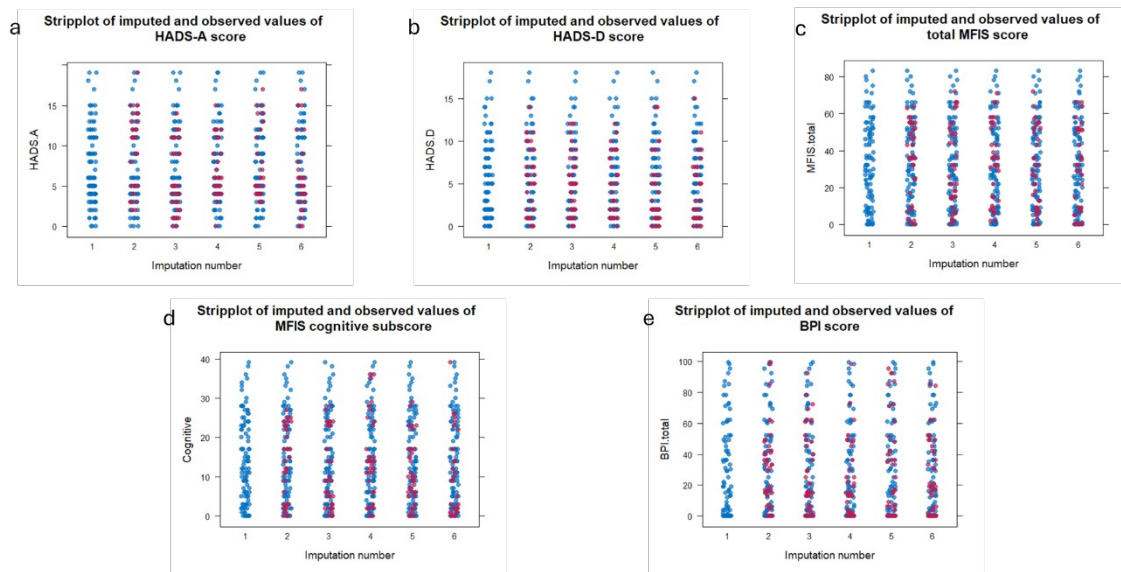 a
Stripplot of imputed and observed values of
HADS-A score
HADS.A
15
10
5
0
1 2 3 4 5 6
Imputation number
b
Stripplot of imputed and observed values of
HADS-D score
HADS.D
15
10
5
0
1 2 3 4 5 6
Imputation number
c
Stripplot of imputed and observed values of
total MFIS score
MFIS.total
80
60
40
20
0
1 2 3 4 5 6
Imputation number
d
Stripplot of imputed and observed values of
MFIS cognitive subscore
Cognitive
40
30
20
10
0
1 2 3 4 5 6
Imputation number
e
Stripplot of imputed and observed values of
BPI score
BPI.total
100
80
60
40
20
0
1 2 3 4 5 6
Imputation number